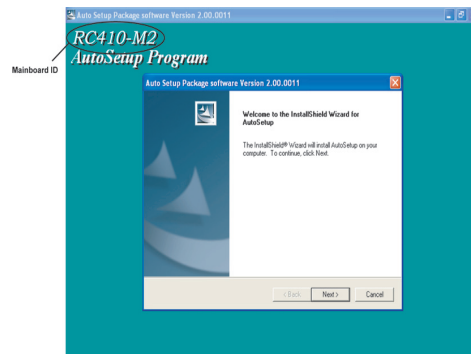 Auto Setup Package software Version 2.00.0011
RC410-M2
AutoSetup Program
Mainboard ID
Auto Setup Package software Version 2.00.0011
Welcome to the InstallShield Wizard for
AutoSetup
The InstallShield® Wizard will install AutoSetup on your
computer. To continue, click Next.
< Back
Next >
Cancel